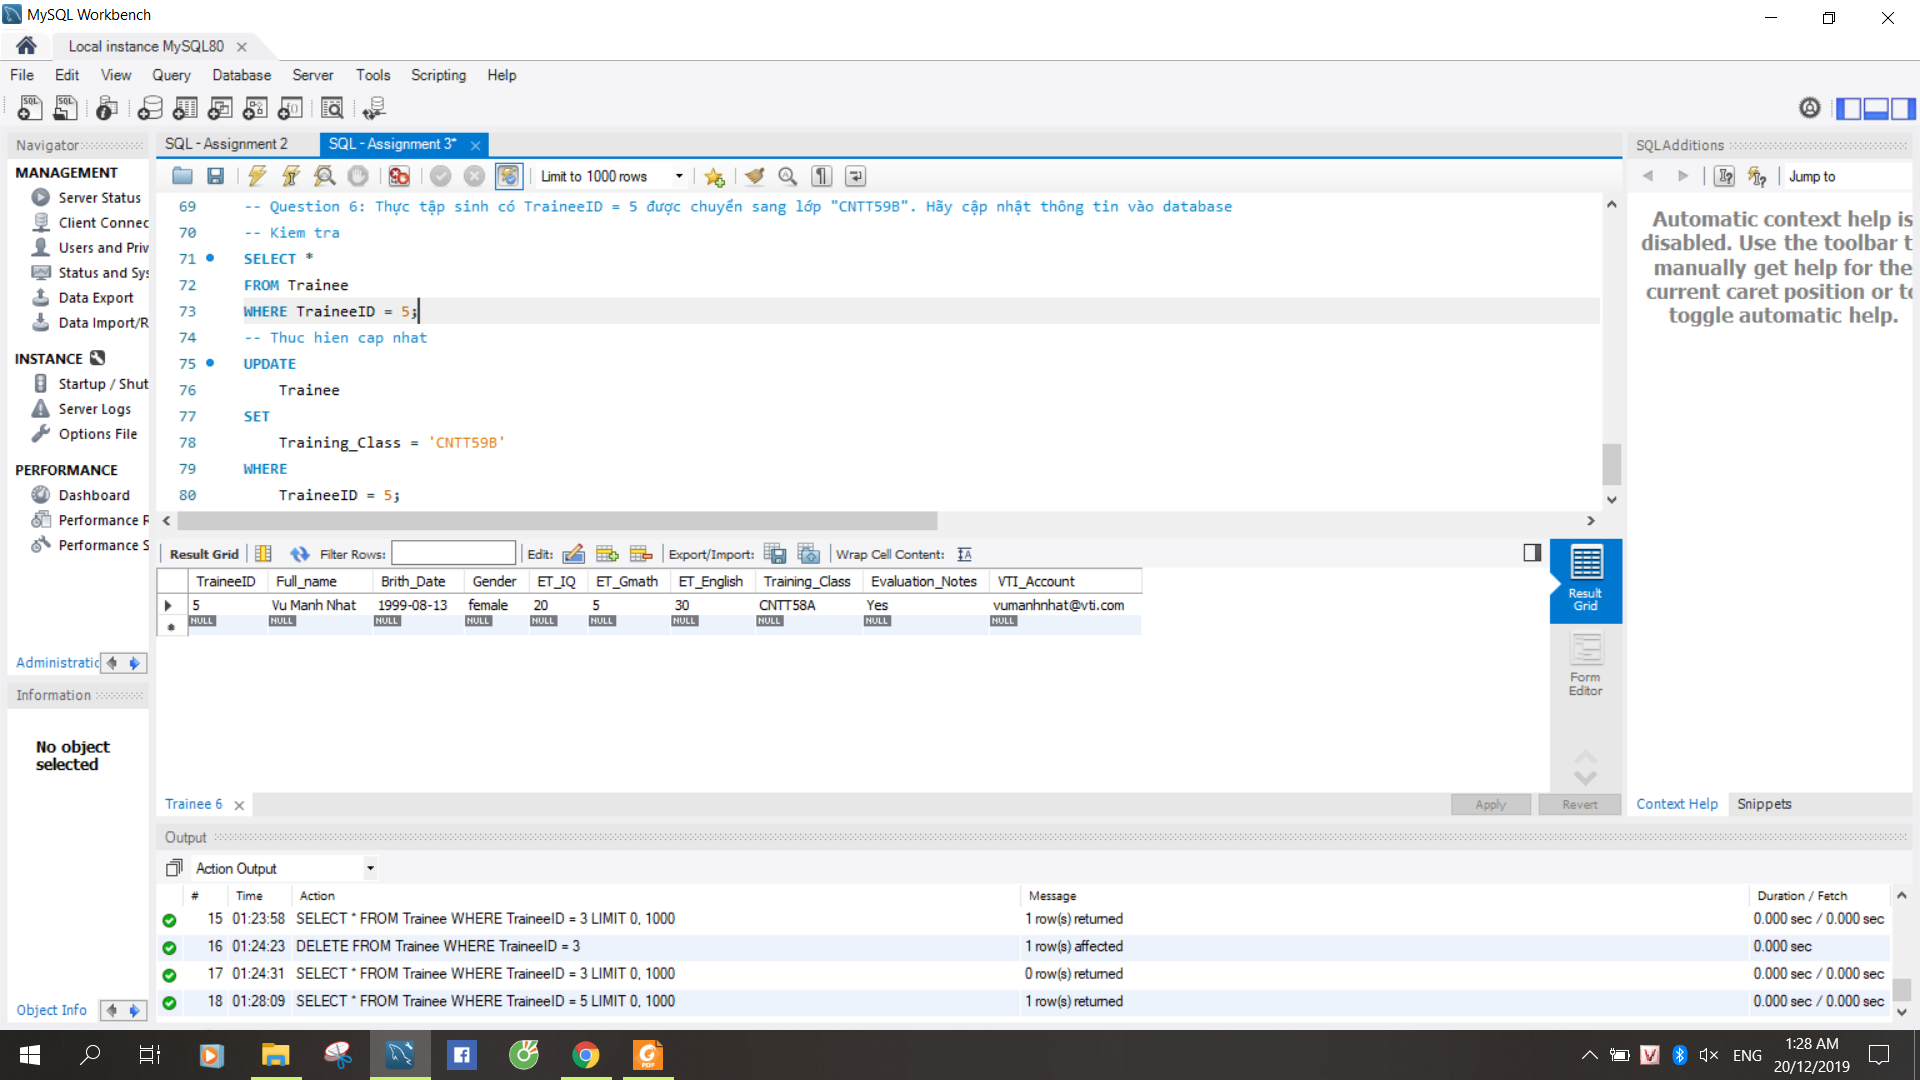 MySQL Workbench
Local instance MySQL80
File Edit View Query Database Server Tools Scripting Help
Navigator
MANAGEMENT
Server Status
Client Connec
Users and Priv
Status and Sys
Data Export
Data Import/R
INSTANCE
Startup / Shut
Server Logs
Options File
PERFORMANCE
Dashboard
Performance R
Performance S
Administratic
Information
No object
selected
Object Info
SQL - Assignment 2
SQL - Assignment 3*
Limit to 1000 rows
69 -- Question 6: Thực tập sinh có TraineeID = 5 được chuyển sang lớp "CNTT59B". Hãy cập nhật thông tin vào database
70 -- Kiem tra
71 SELECT *
72 FROM Trainee
73 WHERE TraineeID = 5;
74 -- Thuc hien cap nhat
75 UPDATE
76 Trainee
77 SET
78 Training_Class = 'CNTT59B'
79 WHERE
80 TraineeID = 5;
Result Grid Filter Rows: Edit: Export/Import: Wrap Cell Content:
TraineeID Full_name Brith_Date Gender ET_IQ ET_Gmath ET_English Training_Class Evaluation_Notes VTI_Account
5 Vu Manh Nhat 1999-08-13 female 20 5 30 CNTT58A Yes vumanhnhat@vti.com
NULL NULL NULL NULL NULL NULL NULL NULL NULL NULL
Result
Grid
Form
Editor
Trainee 6
Apply Revert
SQLAdditions
Jump to
Automatic context help is
disabled. Use the toolbar t
manually get help for the
current caret position or to
toggle automatic help.
Context Help Snippets
Output
Action Output
# Time Action Message Duration / Fetch
15 01:23:58 SELECT * FROM Trainee WHERE TraineeID = 3 LIMIT 0, 1000 1 row(s) returned 0.000 sec / 0.000 sec
16 01:24:23 DELETE FROM Trainee WHERE TraineeID = 3 1 row(s) affected 0.000 sec
17 01:24:31 SELECT * FROM Trainee WHERE TraineeID = 3 LIMIT 0, 1000 0 row(s) returned 0.000 sec / 0.000 sec
18 01:28:09 SELECT * FROM Trainee WHERE TraineeID = 5 LIMIT 0, 1000 1 row(s) returned 0.000 sec / 0.000 sec
ENG
1:28 AM
20/12/2019